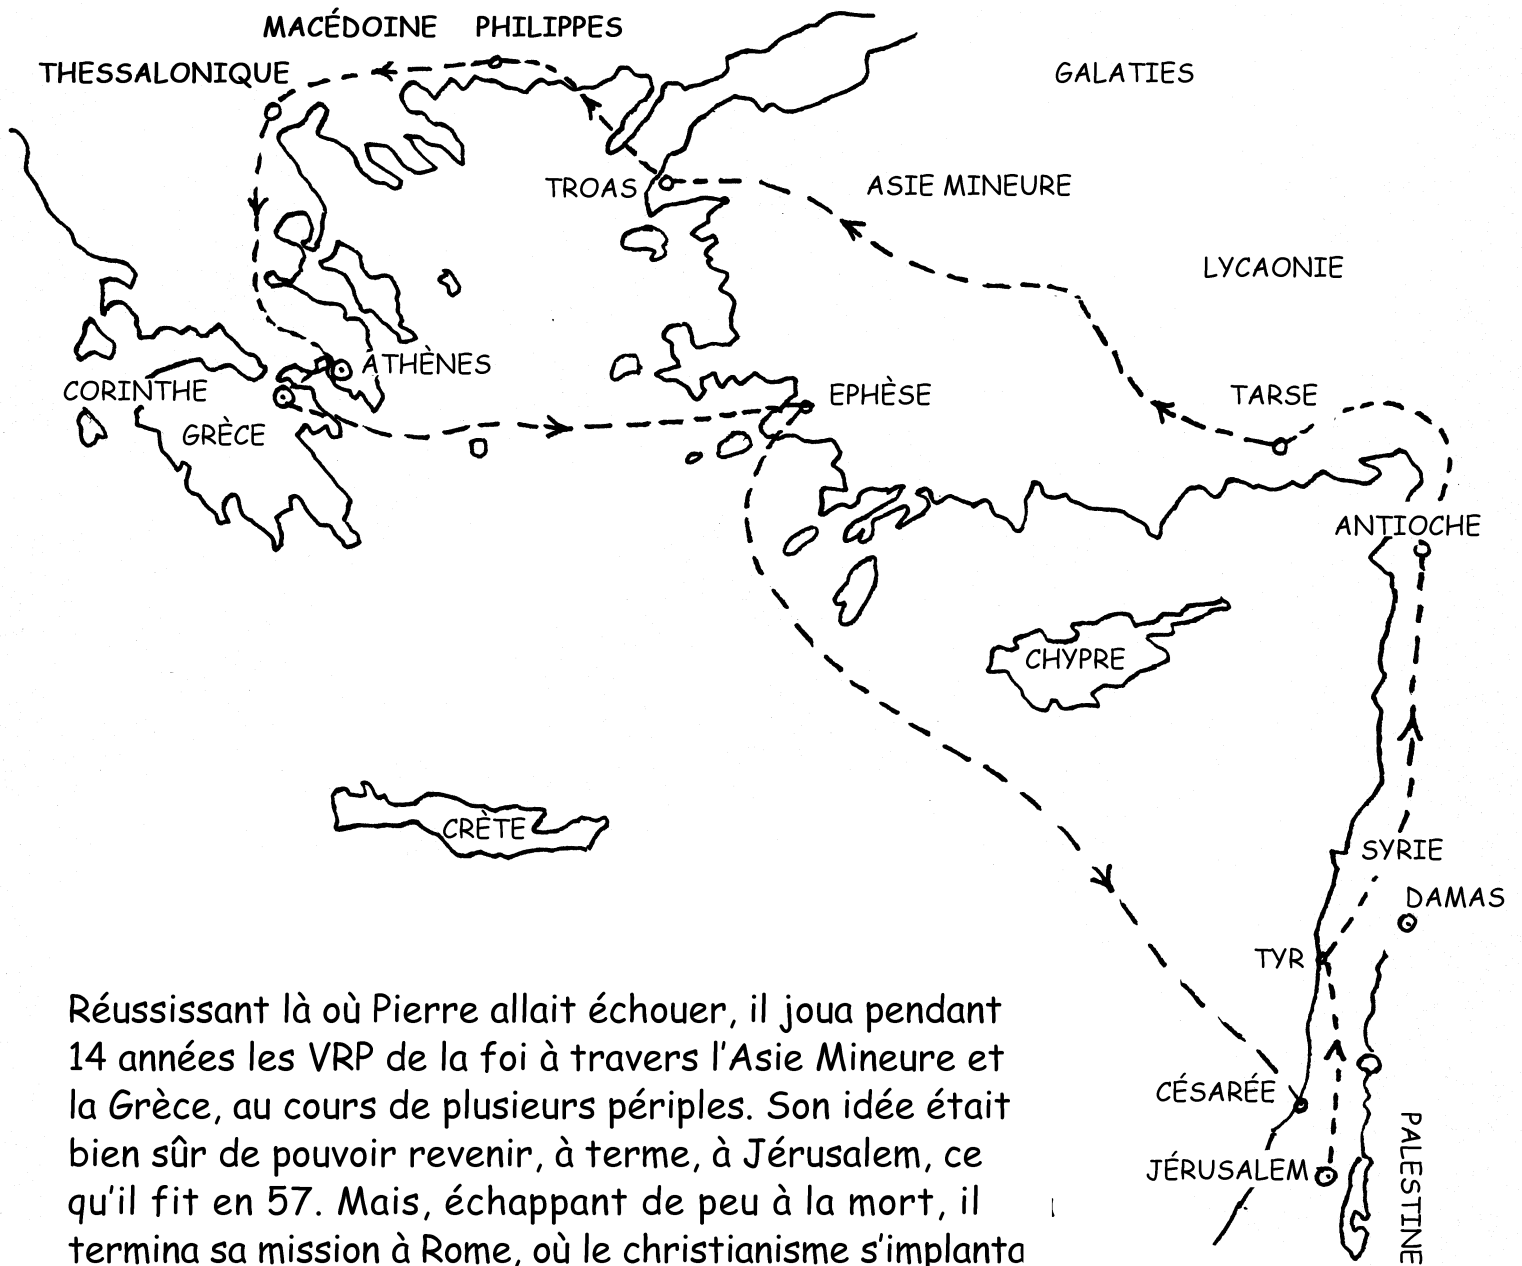 MACÉDOINE PHILIPPES
THESSALONIQUE
GALATIES
TROAS
ASIE MINEURE
LYCAONIE
ATHÈNES
CORINTHE
EPHÈSE
TARSE
GRÈCE
ANTIOCHE
CHYPRE
CRÈTE
SYRIE
DAMAS
TYR
CÉSARÉE
JÉRUSALEM
PALESTINE
Réussissant là où Pierre allait échouer, il joua pendant
14 années les VRP de la foi à travers l'Asie Mineure et
la Grèce, au cours de plusieurs périples. Son idée était
bien sûr de pouvoir revenir, à terme, à Jérusalem, ce
qu'il fit en 57. Mais, échappant de peu à la mort, il
termina sa mission à Rome, où le christianisme s'implanta